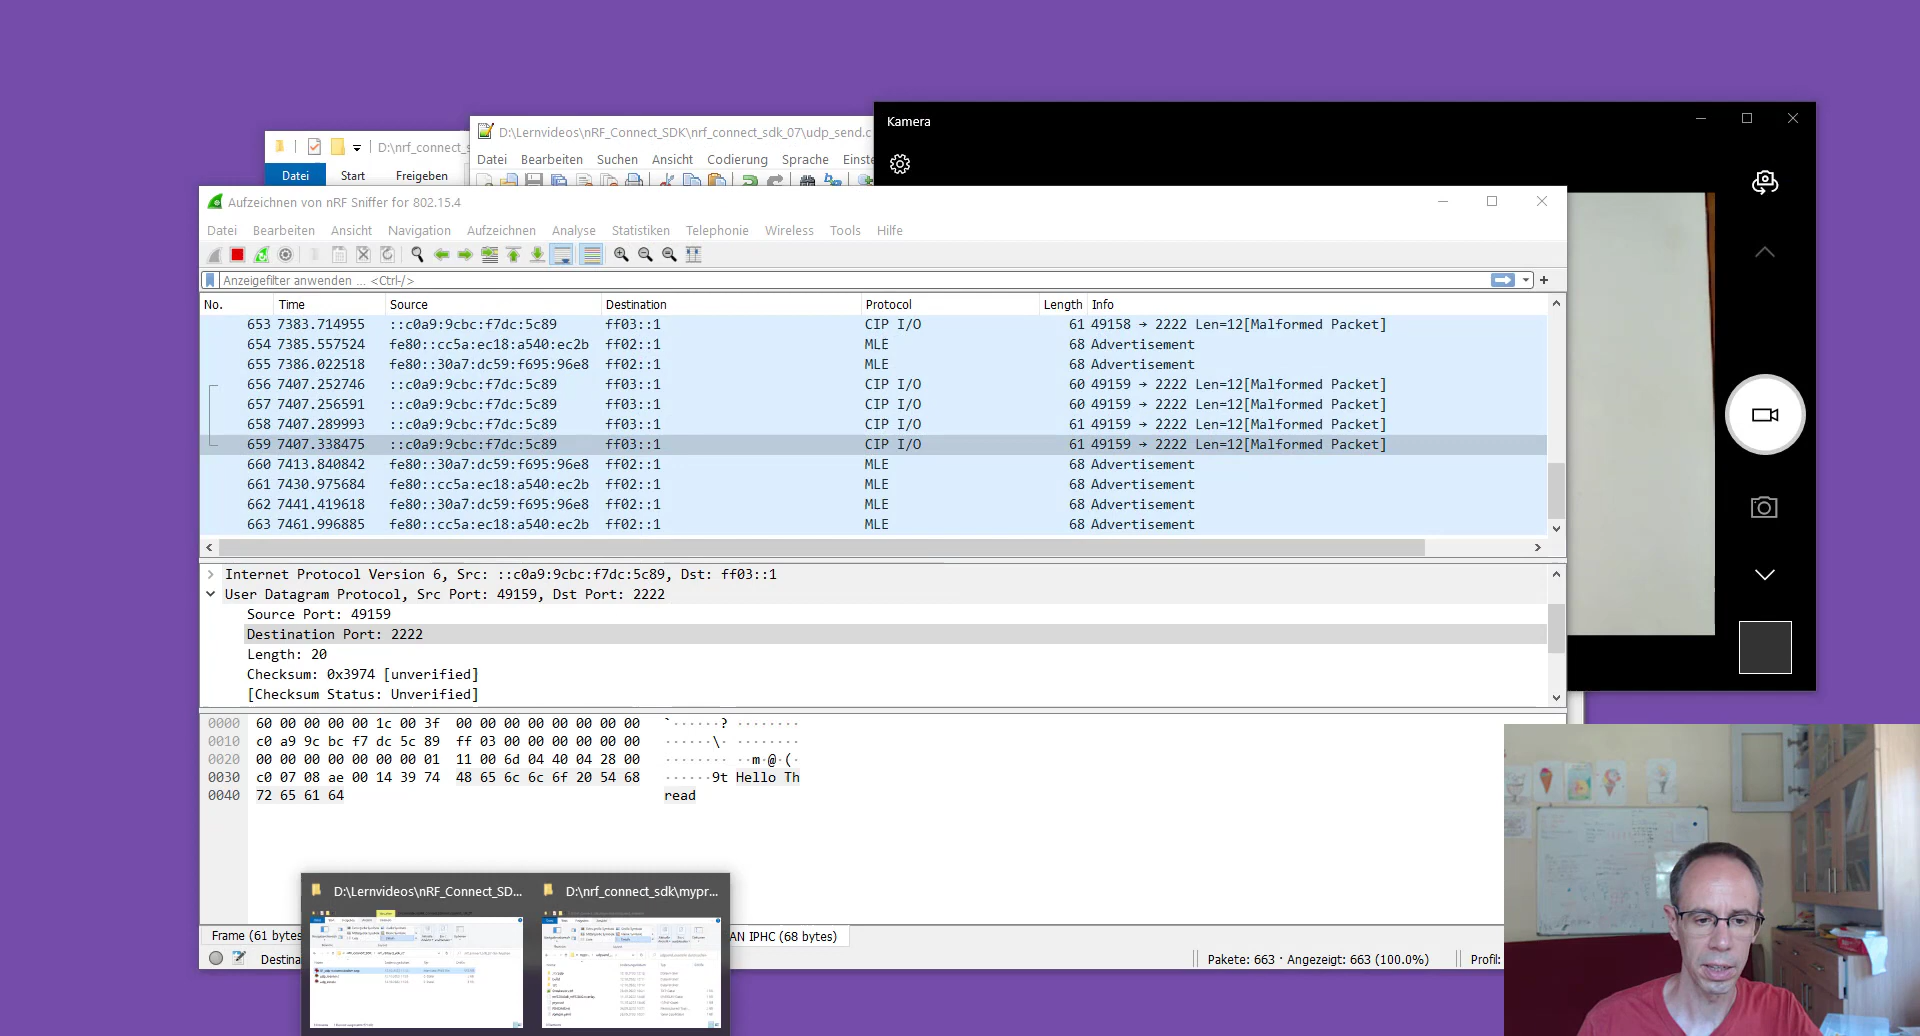 Kamera
D:\Lernvideos\nRF_Connect_SDK\nrf_connect_sdk_07\udp_send.c
D:\nrf_connect_s
Datei Bearbeiten Suchen Ansicht Codierung Sprache Einste
Datei Start Freigeben
Aufzeichnen von nRF Sniffer for 802.15.4
Datei Bearbeiten Ansicht Navigation Aufzeichnen Analyse Statistiken Telephonie Wireless Tools Hilfe
Anzeigefilter anwenden ... <Ctrl-/>
No. Time Source Destination Protocol Length Info
653 7383.714955 ::c0a9:9cbc:f7dc:5c89 ff03::1 CIP I/O 61 49158 → 2222 Len=12[Malformed Packet]
654 7385.557524 fe80::cc5a:ec18:a540:ec2b ff02::1 MLE 68 Advertisement
655 7386.022518 fe80::30a7:dc59:f695:96e8 ff02::1 MLE 68 Advertisement
656 7407.252746 ::c0a9:9cbc:f7dc:5c89 ff03::1 CIP I/O 60 49159 → 2222 Len=12[Malformed Packet]
657 7407.256591 ::c0a9:9cbc:f7dc:5c89 ff03::1 CIP I/O 60 49159 → 2222 Len=12[Malformed Packet]
658 7407.289993 ::c0a9:9cbc:f7dc:5c89 ff03::1 CIP I/O 61 49159 → 2222 Len=12[Malformed Packet]
659 7407.338475 ::c0a9:9cbc:f7dc:5c89 ff03::1 CIP I/O 61 49159 → 2222 Len=12[Malformed Packet]
660 7413.840842 fe80::30a7:dc59:f695:96e8 ff02::1 MLE 68 Advertisement
661 7430.975684 fe80::cc5a:ec18:a540:ec2b ff02::1 MLE 68 Advertisement
662 7441.419618 fe80::30a7:dc59:f695:96e8 ff02::1 MLE 68 Advertisement
663 7461.996885 fe80::cc5a:ec18:a540:ec2b ff02::1 MLE 68 Advertisement
Internet Protocol Version 6, Src: ::c0a9:9cbc:f7dc:5c89, Dst: ff03::1
User Datagram Protocol, Src Port: 49159, Dst Port: 2222
Source Port: 49159
Destination Port: 2222
Length: 20
Checksum: 0x3974 [unverified]
[Checksum Status: Unverified]
0000 60 00 00 00 00 1c 00 3f 00 00 00 00 00 00 00 00 `······? ········
0010 c0 a9 9c bc f7 dc 5c 89 ff 03 00 00 00 00 00 00 ······\· ········
0020 00 00 00 00 00 00 00 01 11 00 6d 04 40 04 28 00 ········ ··m·@·(·
0030 c0 07 08 ae 00 14 39 74 48 65 6c 6c 6f 20 54 68 ······9t Hello Th
0040 72 65 61 64 read
D:\Lernvideos\nRF_Connect_SD... D:\nrf_connect_sdk\mypr...
Frame (61 bytes AN IPHC (68 bytes)
Destina Pakete: 663 · Angezeigt: 663 (100.0%) Profil: